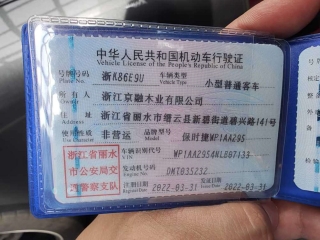 中华人民共和国机动车行驶证
Vehicle License of the People's Republic of China
号牌号码 浙K86E9U 车辆类型 小型普通客车
Plate No. Vehicle Type
所有人 浙江京融木业有限公司
Owner
住址 浙江省丽水市缙云县新碧街道碧兴路141号
Address
使用性质 非营运 品牌型号 保时捷WP1AA295
Use Character Model
浙江省丽水 车辆识别代号 WP1AA2954NLB07133
VIN
市公安局交 发动机号码 DMT035232
Engine No.
通警察支队 注册日期 2022-03-31 发证日期 2022-03-31
Register Date Issue Date